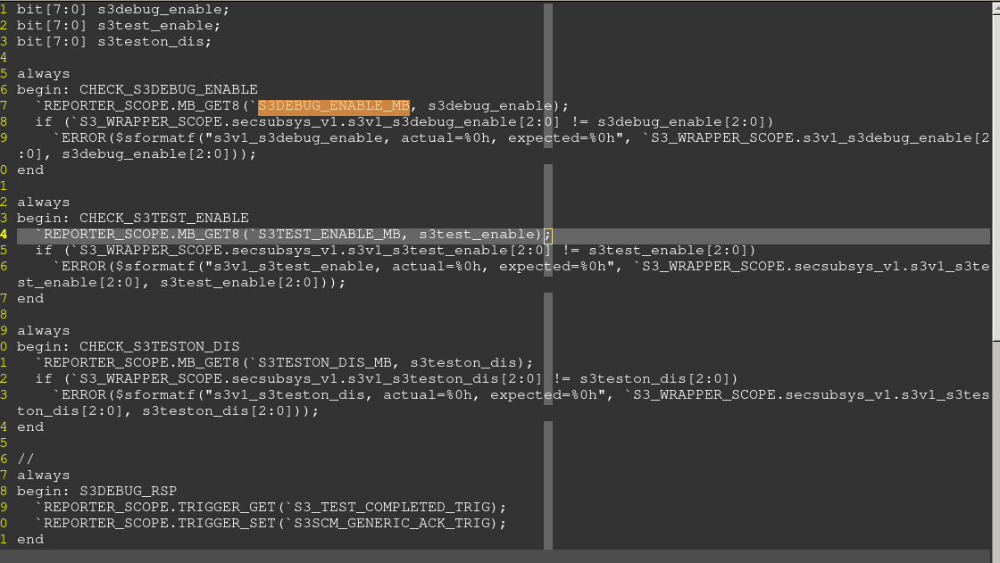 1 bit[7:0] s3debug_enable;
2 bit[7:0] s3test_enable;
3 bit[7:0] s3teston_dis;
4
5 always
6 begin: CHECK_S3DEBUG_ENABLE
7   `REPORTER_SCOPE.MB_GET8(`S3DEBUG_ENABLE_MB, s3debug_enable);
8   if (`S3_WRAPPER_SCOPE.secsubsys_v1.s3v1_s3debug_enable[2:0] != s3debug_enable[2:0])
9     `ERROR($sformatf("s3v1_s3debug_enable, actual=%0h, expected=%0h", `S3_WRAPPER_SCOPE.s3v1_s3debug_enable[2
:0], s3debug_enable[2:0]));
0 end
1
2 always
3 begin: CHECK_S3TEST_ENABLE
4   `REPORTER_SCOPE.MB_GET8(`S3TEST_ENABLE_MB, s3test_enable);
5   if (`S3_WRAPPER_SCOPE.secsubsys_v1.s3v1_s3test_enable[2:0] != s3test_enable[2:0])
6     `ERROR($sformatf("s3v1_s3test_enable, actual=%0h, expected=%0h", `S3_WRAPPER_SCOPE.secsubsys_v1.s3v1_s3te
st_enable[2:0], s3test_enable[2:0]));
7 end
8
9 always
0 begin: CHECK_S3TESTON_DIS
1   `REPORTER_SCOPE.MB_GET8(`S3TESTON_DIS_MB, s3teston_dis);
2   if (`S3_WRAPPER_SCOPE.secsubsys_v1.s3v1_s3teston_dis[2:0] != s3teston_dis[2:0])
3     `ERROR($sformatf("s3v1_s3teston_dis, actual=%0h, expected=%0h", `S3_WRAPPER_SCOPE.secsubsys_v1.s3v1_s3tes
ton_dis[2:0], s3teston_dis[2:0]));
4 end
5
6 //
7 always
8 begin: S3DEBUG_RSP
9   `REPORTER_SCOPE.TRIGGER_GET(`S3_TEST_COMPLETED_TRIG);
0   `REPORTER_SCOPE.TRIGGER_SET(`S3SCM_GENERIC_ACK_TRIG);
1 end